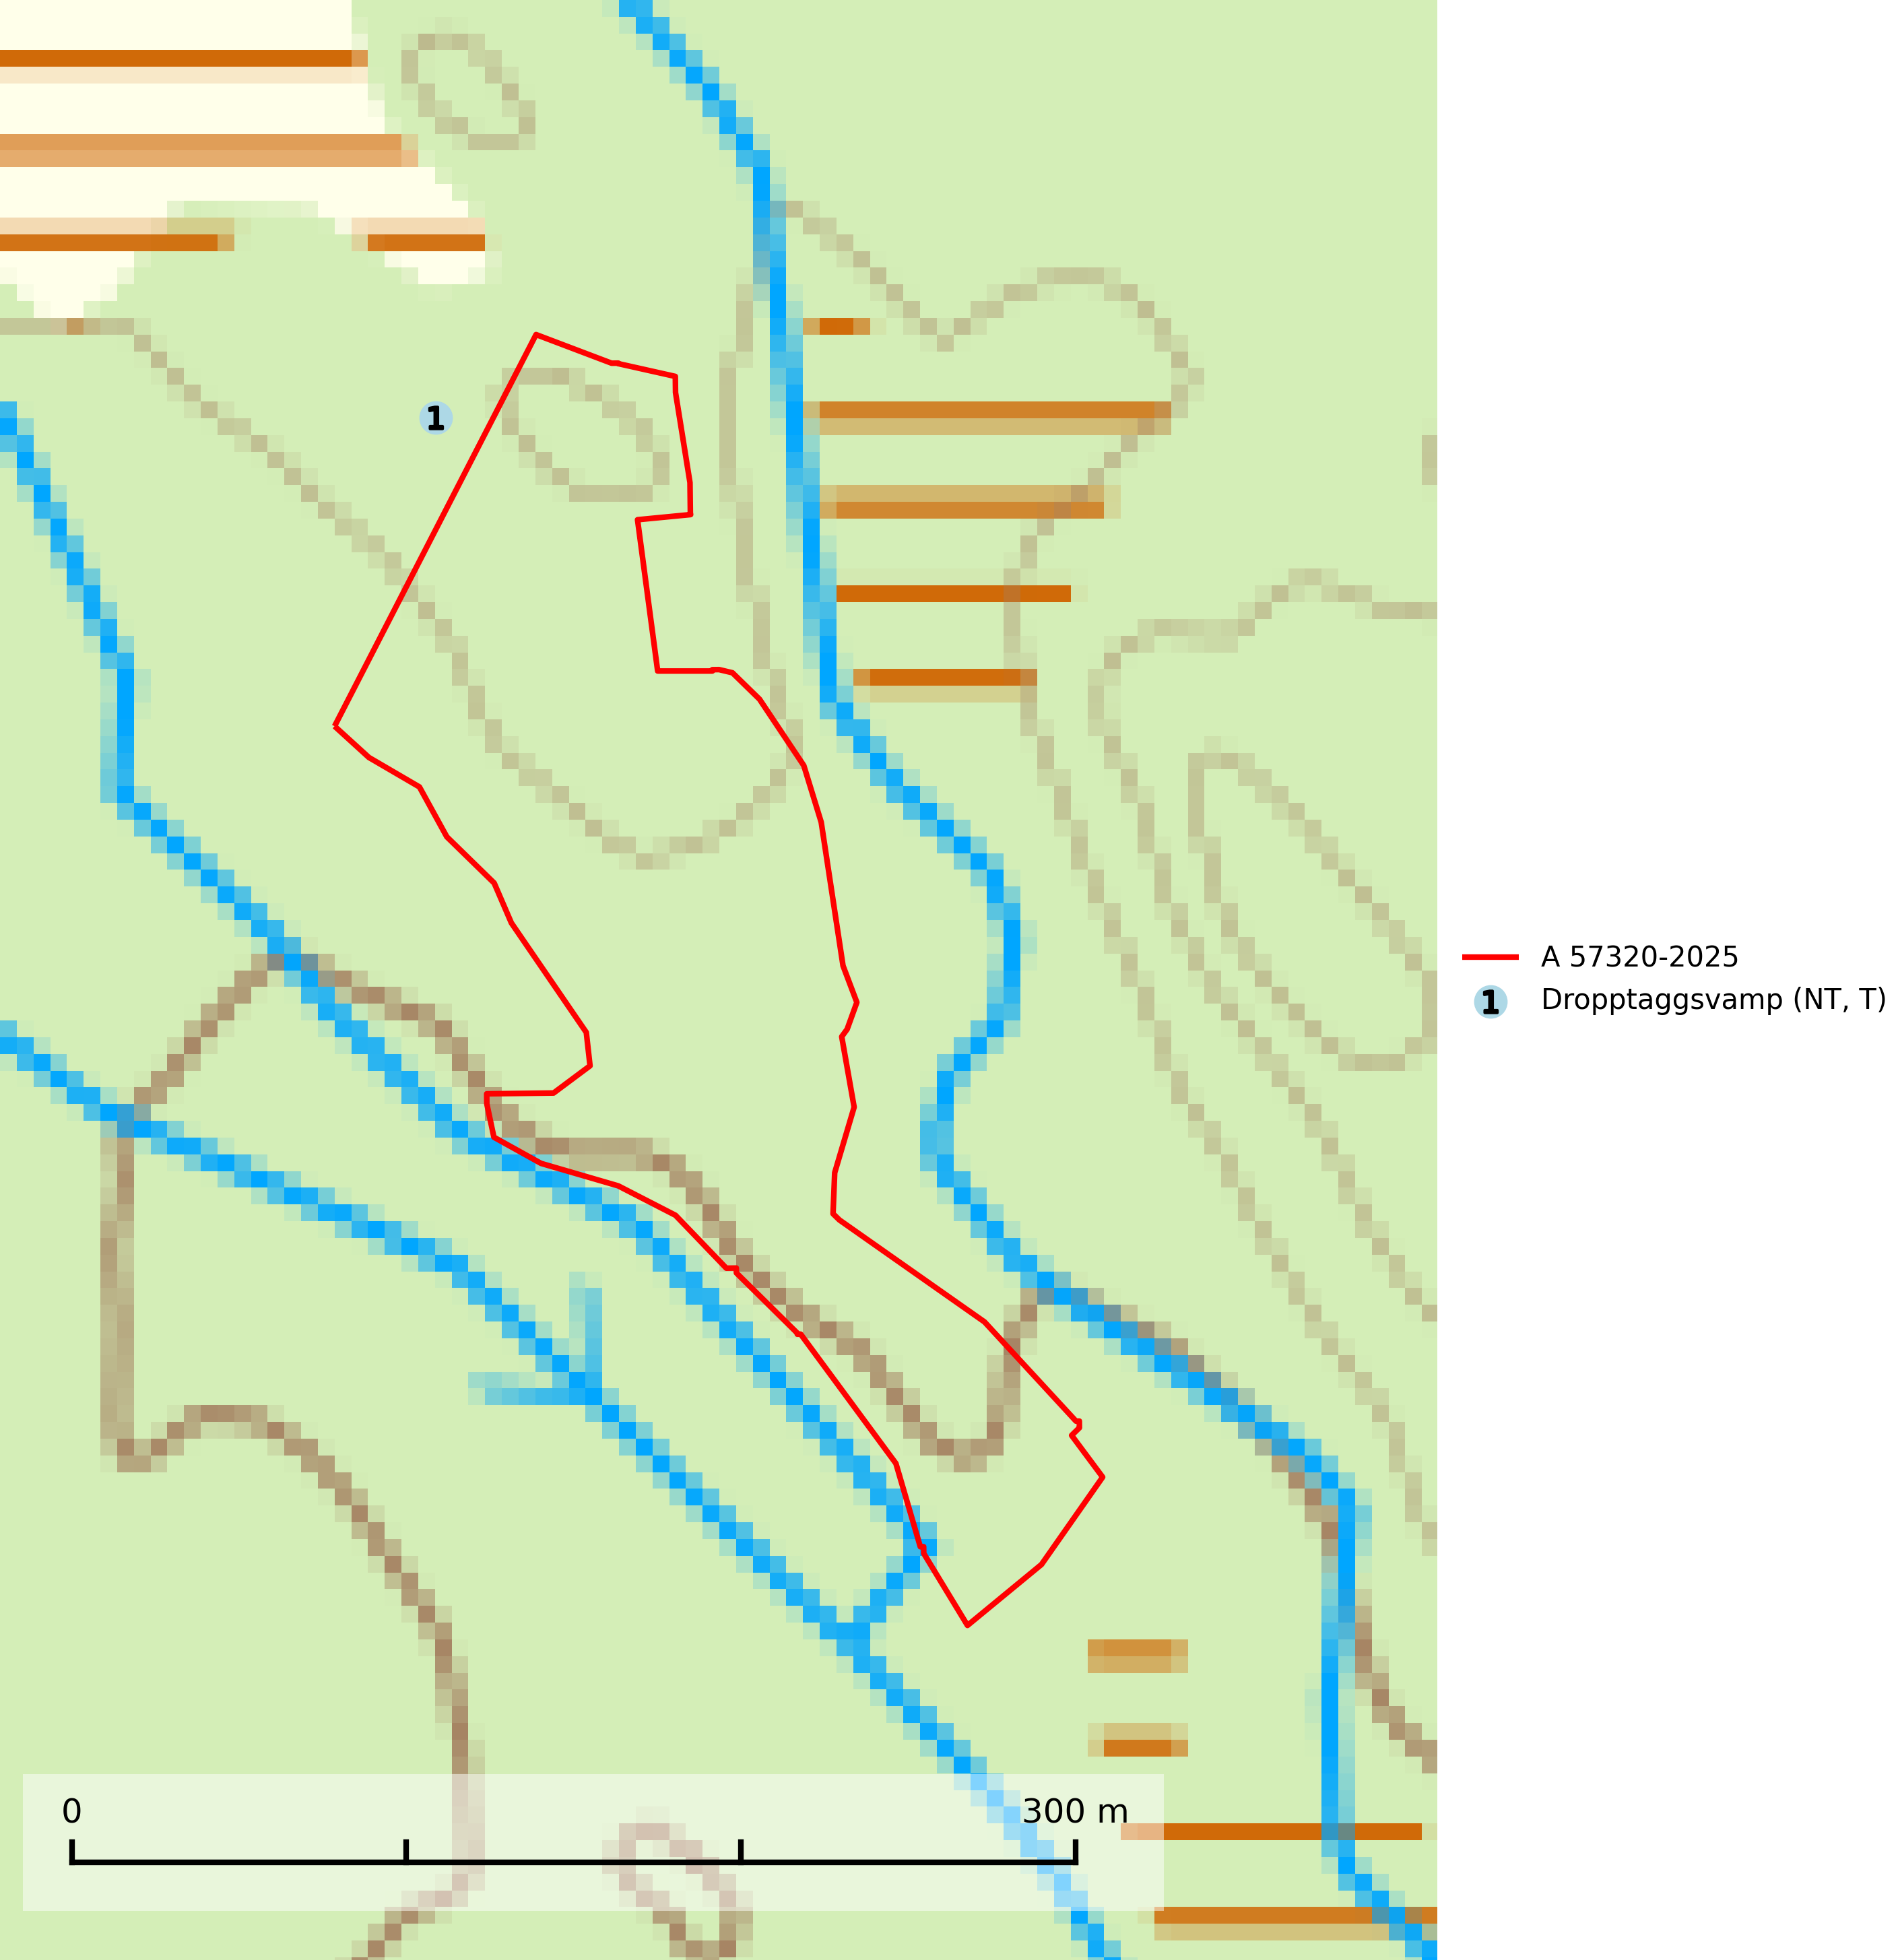 1
A 57320-2025
1 Dropptaggsvamp (NT, T)
0 300 m